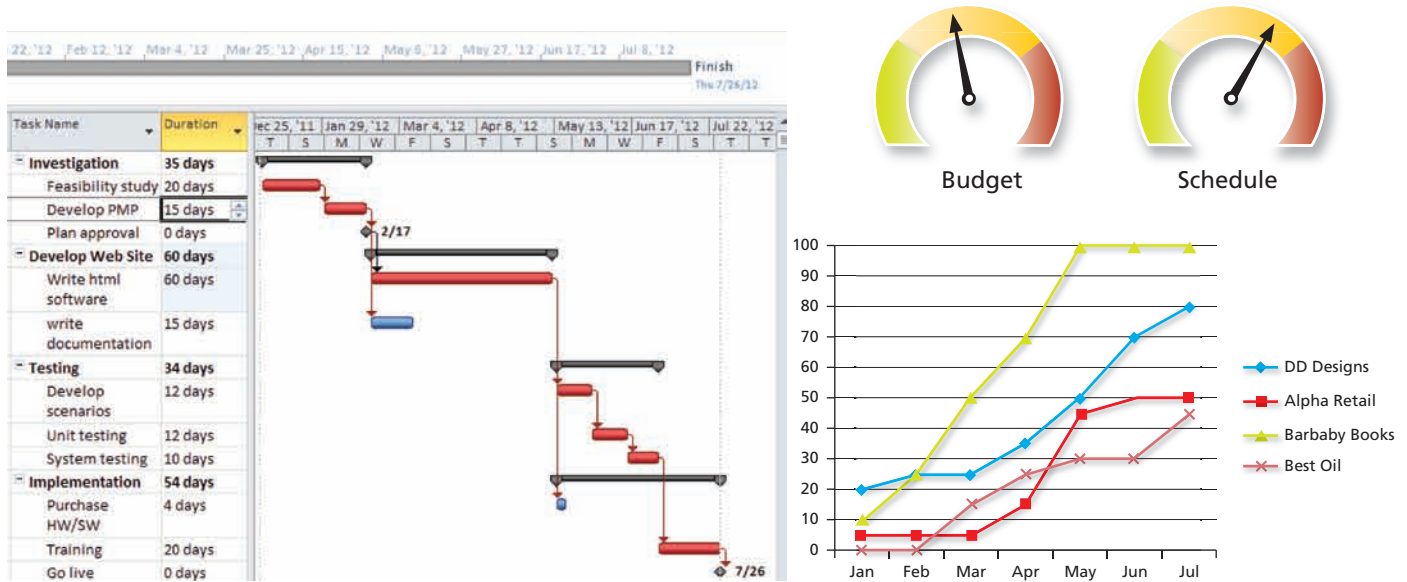 22, '12 Feb 12, '12 Mar 4, '12 Mar 25, '12 Apr 15, '12 May 6, '12 May 27, '12 Jun 17, '12 Jul 8, '12
Finish
Thu 7/26/12
Task Name Duration ec 25, '11 Jan 29, '12 Mar 4, '12 Apr 8, '12 May 13, '12 Jun 17, '12 Jul 22, '12
T S M W F S T T S M W F S T T
Investigation 35 days
Feasibility study 20 days
Develop PMP 15 days
Plan approval 0 days 2/17
Develop Web Site 60 days
Write html 60 days
software
write 15 days
documentation
Testing 34 days
Develop 12 days
scenarios
Unit testing 12 days
System testing 10 days
Implementation 54 days
Purchase 4 days
HW/SW
Training 20 days
Go live 0 days 7/26
Budget Schedule
100
90
80
70
60
50
40
30
20
10
0
Jan Feb Mar Apr May Jun Jul
DD Designs
Alpha Retail
Barbaby Books
Best Oil